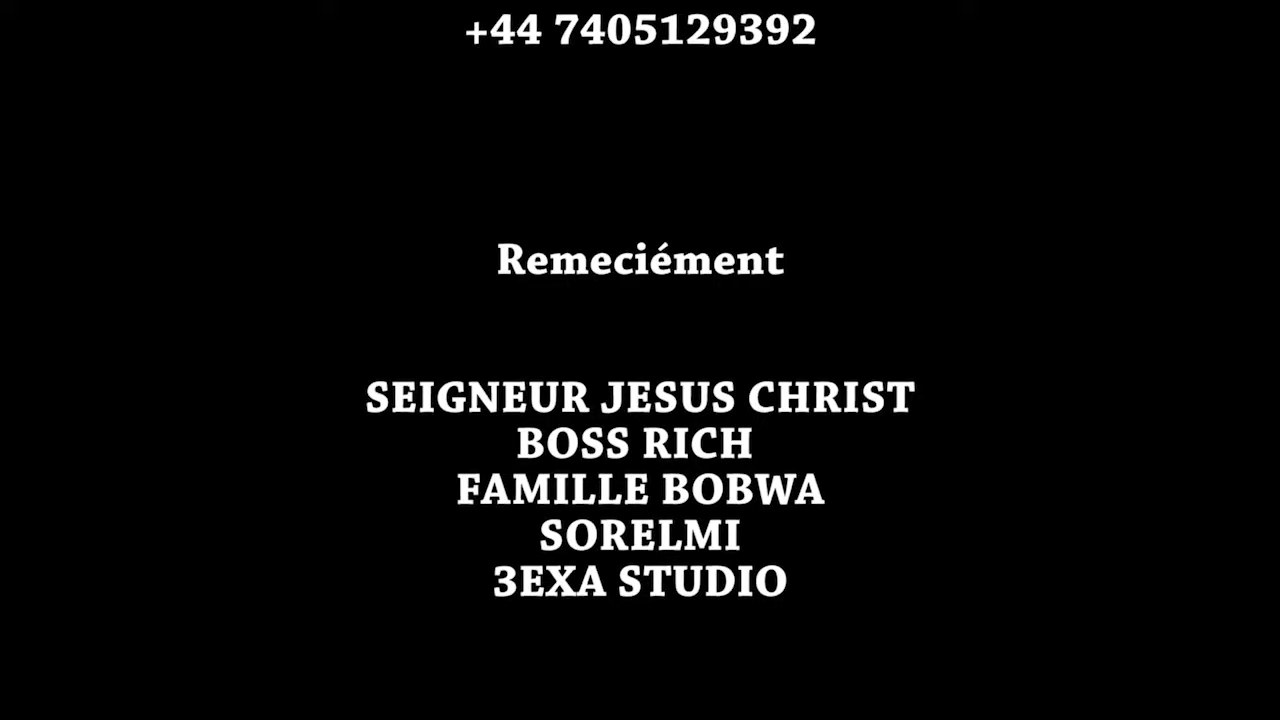 +44 7405129392
Remeciément
SEIGNEUR JESUS CHRIST
BOSS RICH
FAMILLE BOBWA
SORELMI
3EXA STUDIO